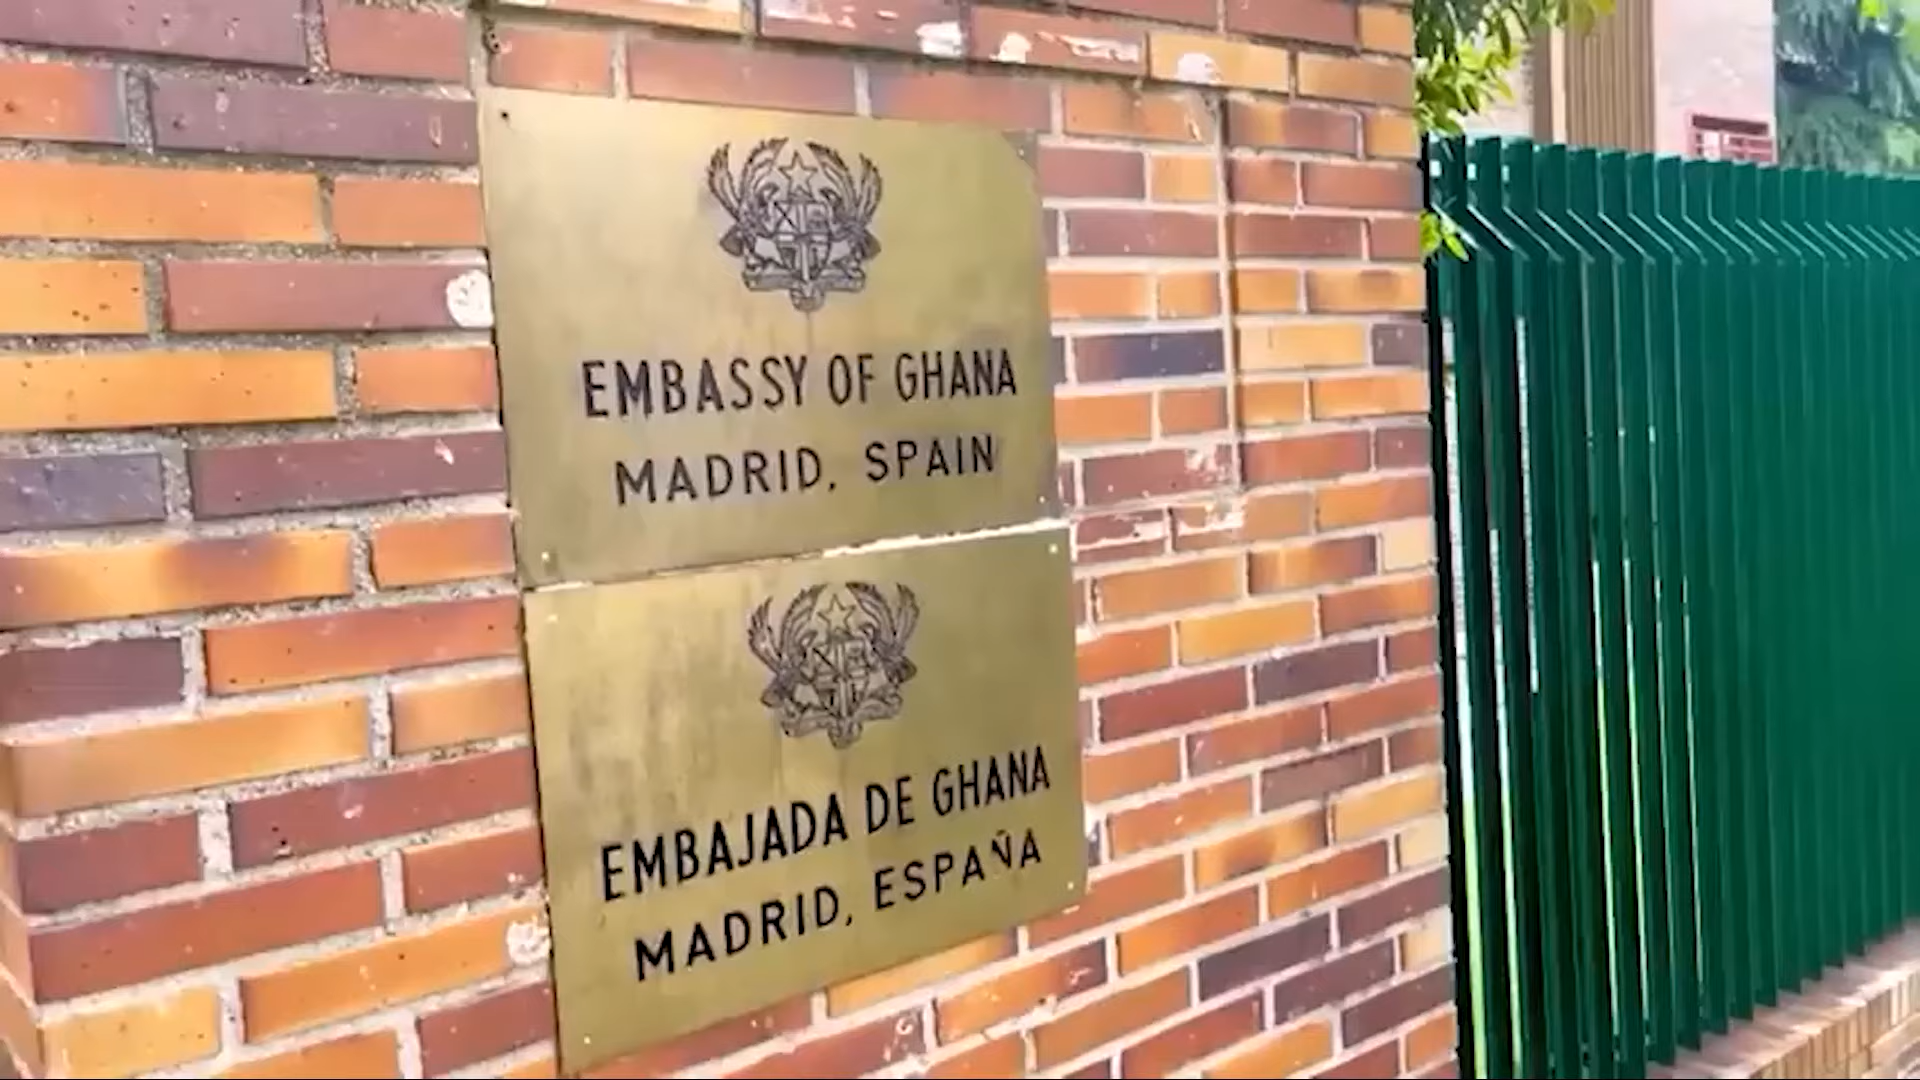 EMBASSY OF GHANA
MADRID, SPAIN
EMBAJADA DE GHANA
MADRID, ESPAÑA